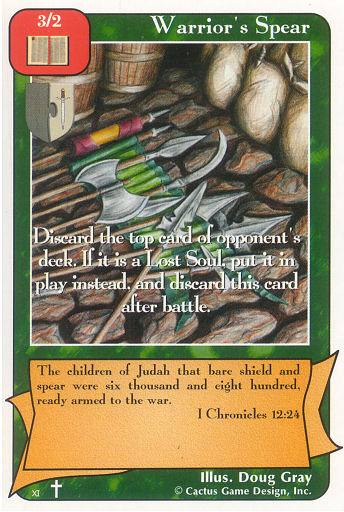 3/2
Warrior's Spear
Discard the top card of opponent's
deck. If it is a Lost Soul, put it in
play instead, and discard this card
after battle.
The children of Judah that bare shield and
spear were six thousand and eight hundred,
ready armed to the war.
I Chronicles 12:24
XI
Illus. Doug Gray
© Cactus Game Design, Inc.